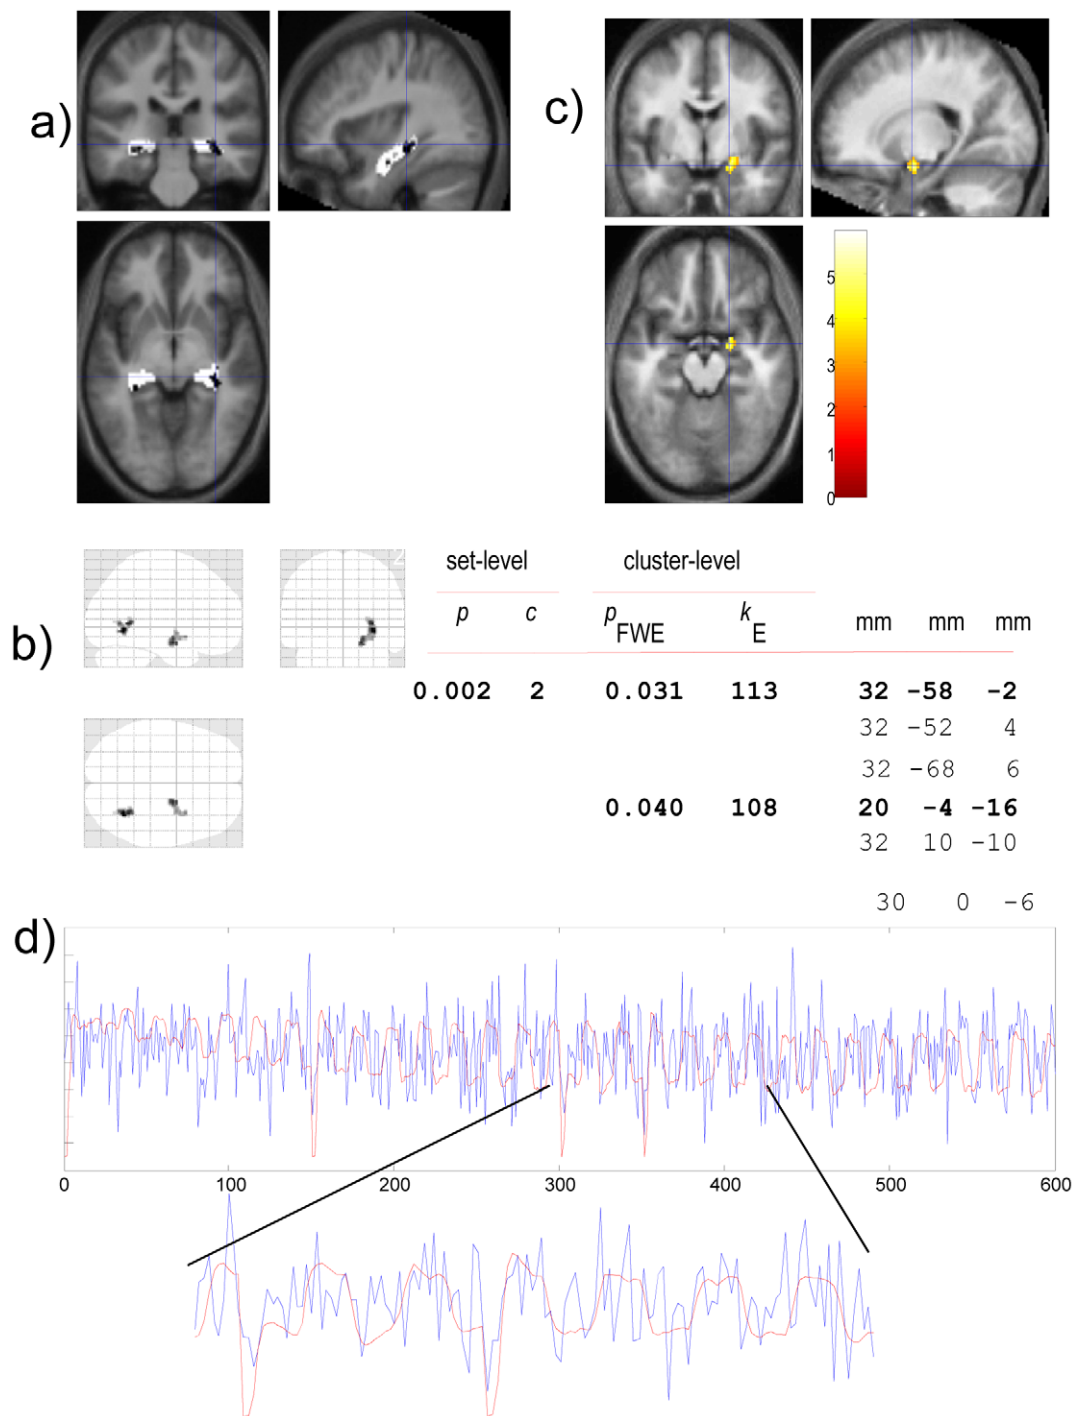 a)
c)
5
4
3
2
1
0
b)
set-level cluster-level
p c pFWE kE mm mm mm
0.002 2 0.031 113 32 -58 -2
32 -52 4
32 -68 6
0.040 108 20 -4 -16
32 10 -10
30 0 -6
d)
0 100 200 300 400 500 600